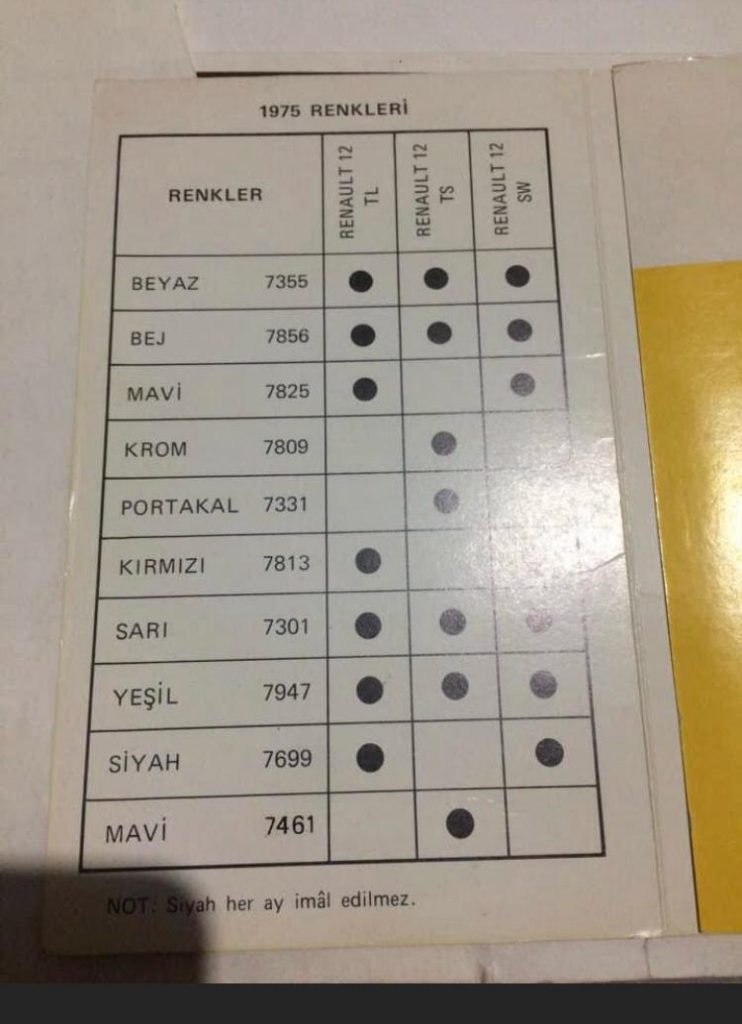 1975 RENKLERİ
RENKLER
RENAULT 12
TL
RENAULT 12
TS
RENAULT 12
SW
BEYAZ 7355 ● ● ●
BEJ 7856 ● ● ●
MAVİ 7825 ● ●
KROM 7809 ●
PORTAKAL 7331 ●
KIRMIZI 7813 ●
SARI 7301 ● ● ●
YEŞİL 7947 ● ● ●
SİYAH 7699 ● ●
MAVİ 7461 ●
NOT: Siyah her ay imâl edilmez.